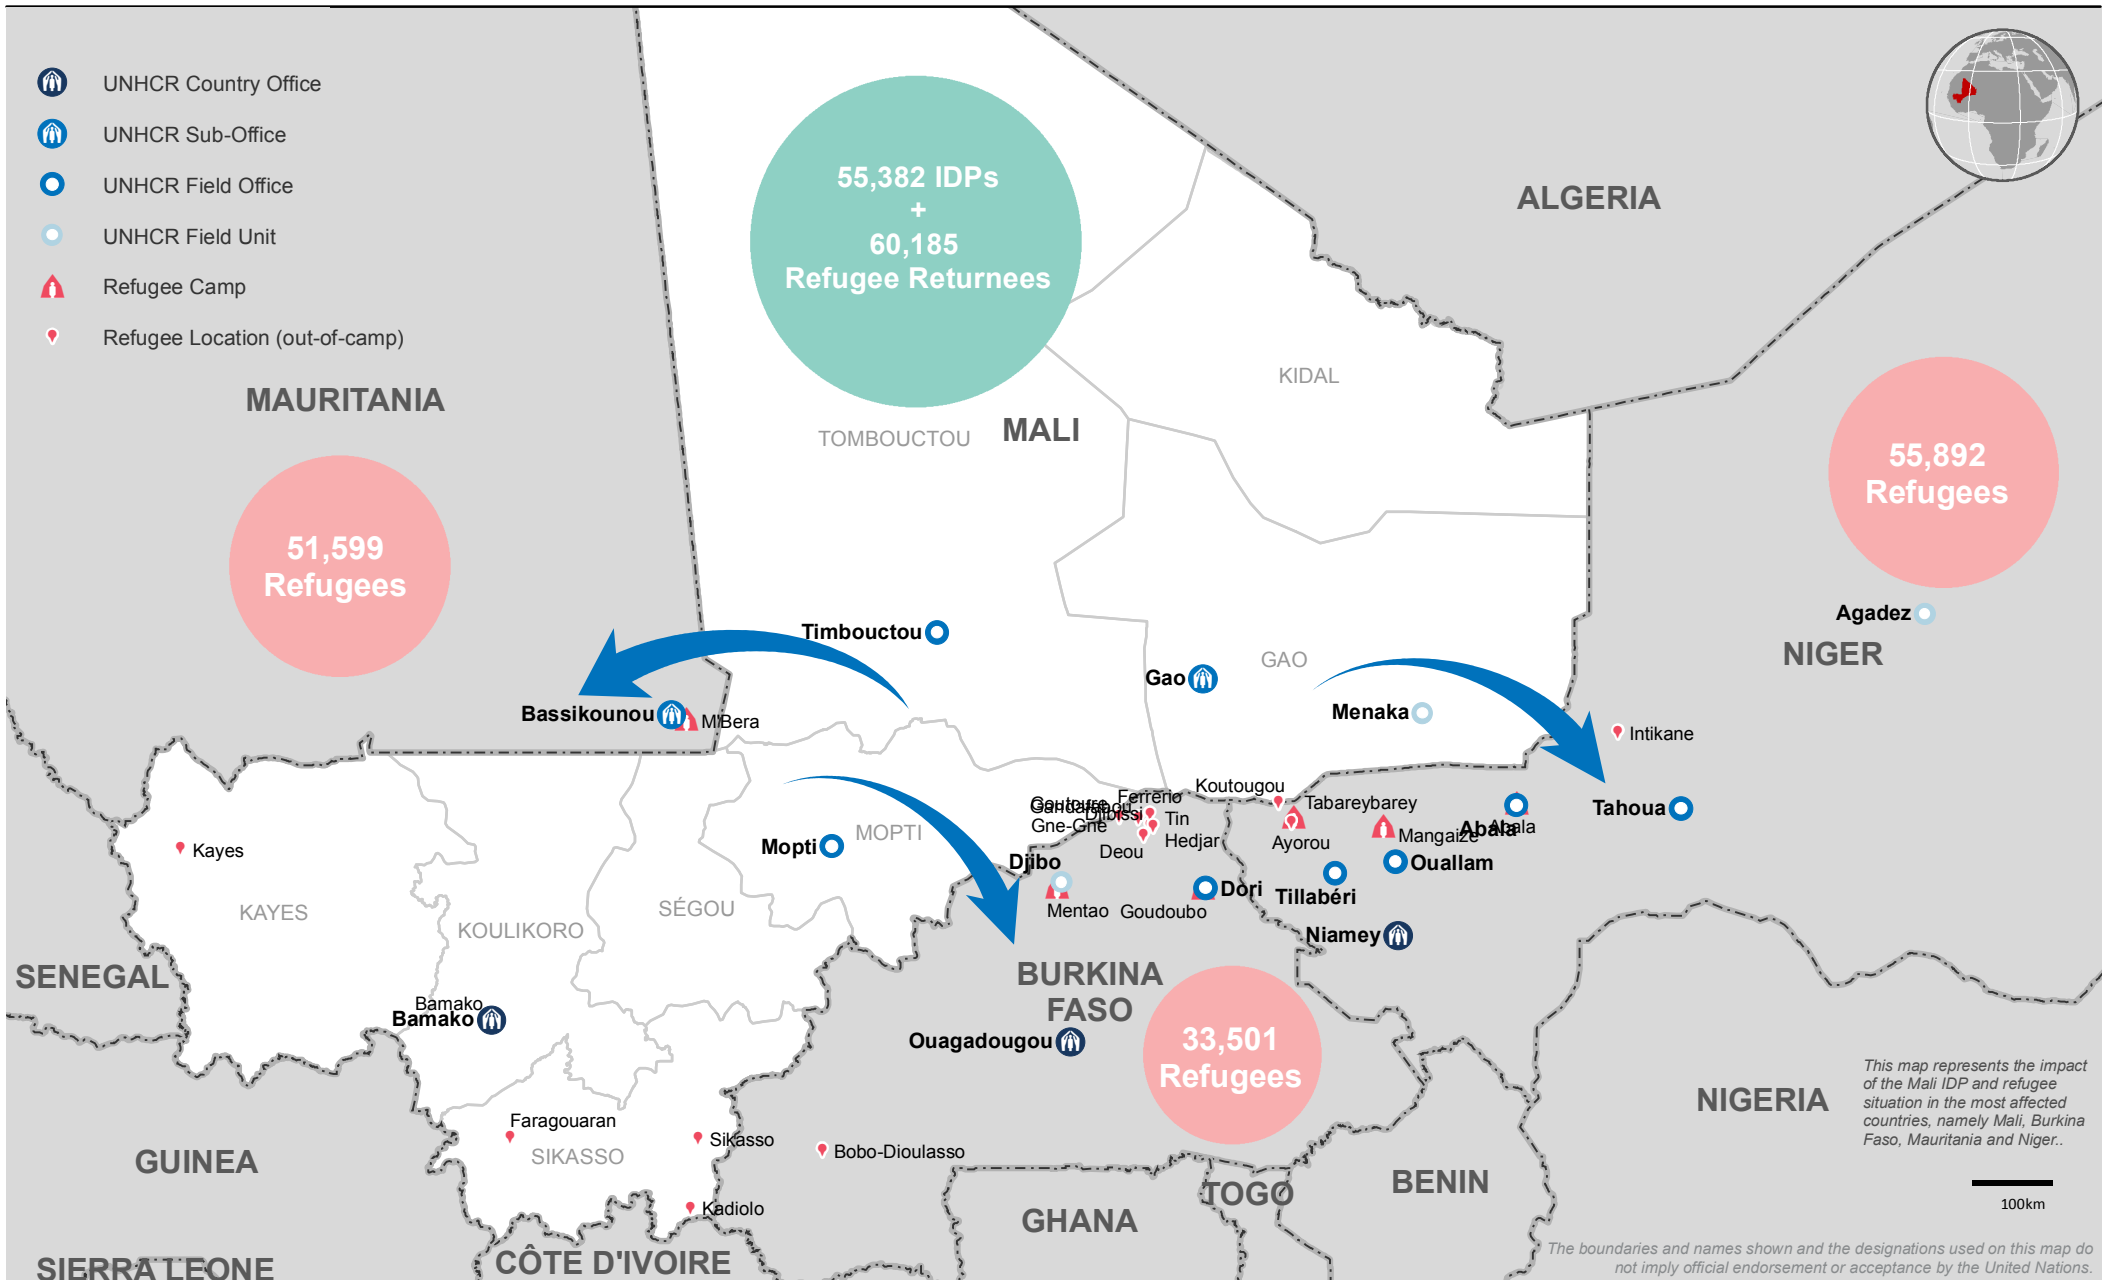 UNHCR Country Office
UNHCR Sub-Office
UNHCR Field Office
UNHCR Field Unit
Refugee Camp
Refugee Location (out-of-camp)
55,382 IDPs
+
60,185
Refugee Returnees
ALGERIA
KIDAL
MAURITANIA
TOMBOUCTOU
MALI
55,892
Refugees
51,599
Refugees
Agadez
NIGER
Timbouctou
GAO
Gao
Bassikounou
M'Bera
Menaka
Intikane
Koutougou
Ferrerio
Goutoure
Gandafabou
Djibissi
Tin
Hedjar
Gne-Gne
Deou
Tabareybarey
Ayorou
Mangaize
Abala
Abala
Tahoua
Kayes
Mopti
MOPTI
Djibo
Ouallam
Mentao
Goudoubo
Dori
Tillabéri
KAYES
SÉGOU
KOULIKORO
Niamey
SENEGAL
BURKINA
FASO
Bamako
Bamako
Ouagadougou
33,501
Refugees
This map represents the impact
of the Mali IDP and refugee
situation in the most affected
countries, namely Mali, Burkina
Faso, Mauritania and Niger..
NIGERIA
Faragouaran
Sikasso
SIKASSO
Bobo-Dioulasso
GUINEA
Kadiolo
TOGO
BENIN
GHANA
100km
SIERRA LEONE
CÔTE D'IVOIRE
The boundaries and names shown and the designations used on this map do
not imply official endorsement or acceptance by the United Nations.